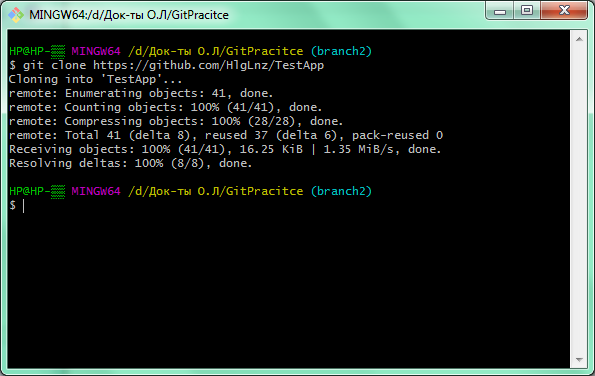 MINGW64:/d/Док-ты О.Л/GitPracitce
HP@HP-▒▒ MINGW64 /d/Док-ты О.Л/GitPracitce (branch2)
$ git clone https://github.com/HlgLnz/TestApp
Cloning into 'TestApp'...
remote: Enumerating objects: 41, done.
remote: Counting objects: 100% (41/41), done.
remote: Compressing objects: 100% (28/28), done.
remote: Total 41 (delta 8), reused 37 (delta 6), pack-reused 0
Receiving objects: 100% (41/41), 16.25 KiB | 1.35 MiB/s, done.
Resolving deltas: 100% (8/8), done.
HP@HP-▒▒ MINGW64 /d/Док-ты О.Л/GitPracitce (branch2)
$